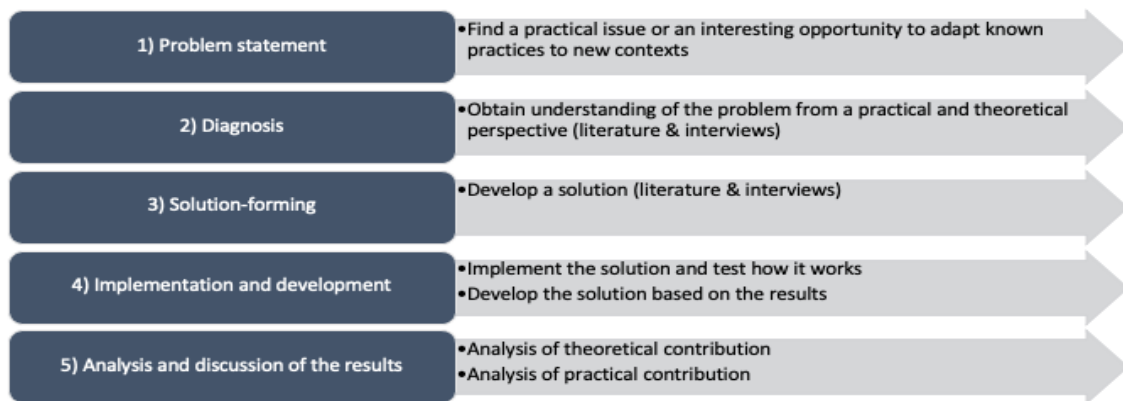 1) Problem statement
•Find a practical issue or an interesting opportunity to adapt known
practices to new contexts
2) Diagnosis
•Obtain understanding of the problem from a practical and theoretical
perspective (literature & interviews)
3) Solution-forming
•Develop a solution (literature & interviews)
4) Implementation and development
•Implement the solution and test how it works
•Develop the solution based on the results
5) Analysis and discussion of the results
•Analysis of theoretical contribution
•Analysis of practical contribution